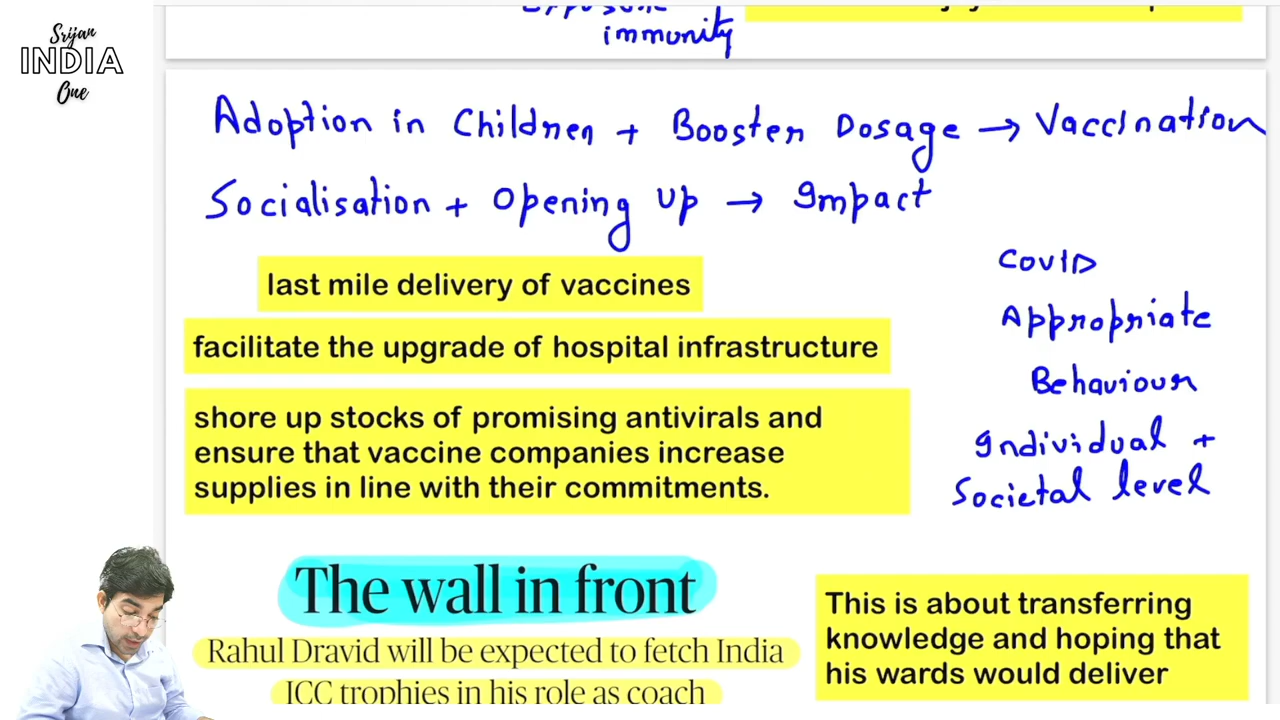 Srijan
INDIA
One
immunity
Adoption in Children + Booster Dosage → Vaccination
Socialisation + Opening up → Impact
last mile delivery of vaccines
facilitate the upgrade of hospital infrastructure
shore up stocks of promising antivirals and
ensure that vaccine companies increase
supplies in line with their commitments.
Covid
Appropriate
Behaviour
Individual +
Societal level
The wall in front
Rahul Dravid will be expected to fetch India
ICC trophies in his role as coach
This is about transferring
knowledge and hoping that
his wards would deliver